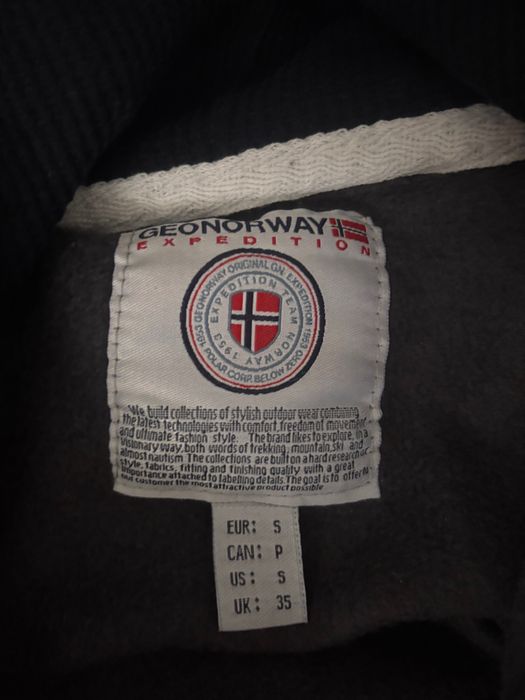 GEONORWAY
EXPEDITION
1953 GEONORWAY ORIGINAL GN. EXPEDITION 1953
POLAR CORP. BELOW ZERO
EXPEDITION TEAM
NORWAY 1953
We build collections of stylish outdoor wear combining
the latest technologies with comfort, freedom of movement
and ultimate fashion style. The brand likes to explore, in a
visionary way, both words of trekking, mountain, ski and
almost nautism The collections are built on a hard research of
style, fabrics, fitting and finishing quality with a great
importance attached to labelling details. The goal is to offer to
our customer the most attractive product possible
EUR: S
CAN: P
US: S
UK: 35